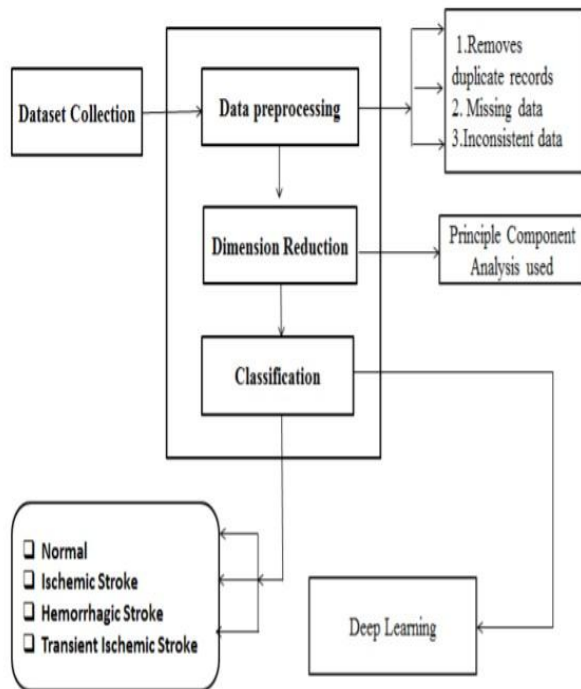 Dataset Collection
Data preprocessing
1.Removes
duplicate records
2. Missing data
3.Inconsistent data
Dimension Reduction
Principle Component
Analysis used
Classification
Normal
Ischemic Stroke
Hemorrhagic Stroke
Transient Ischemic Stroke
Deep Learning